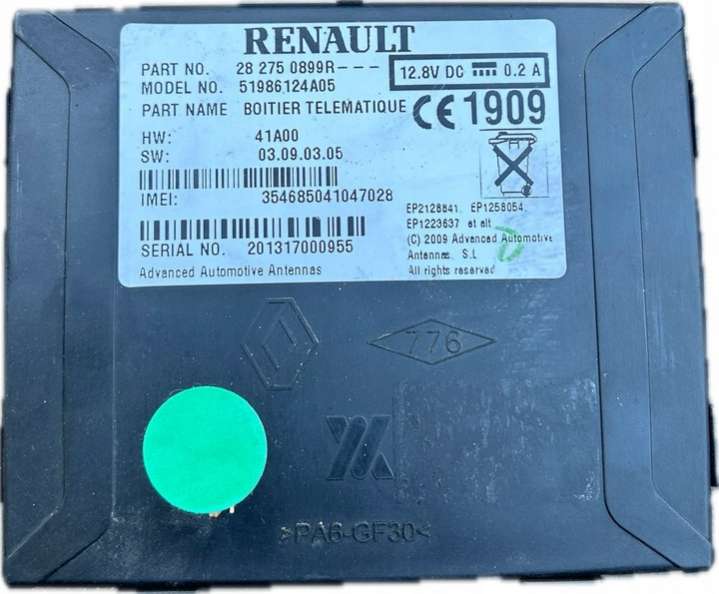 RENAULT
PART NO. 28 275 0899R--- 12.8V DC 0.2 A
MODEL NO. 51986124A05
PART NAME BOITIER TELEMATIQUE CE 1909
HW: 41A00
SW: 03.09.03.05
IMEI: 354685041047028
EP2128841. EP1258054.
EP1223637 et alt
SERIAL NO. 201317000955
(C) 2009 Advanced Automotive
Antennas, S.L
Advanced Automotive Antennas
All rights reserved
D
776
>PA6-GF30<